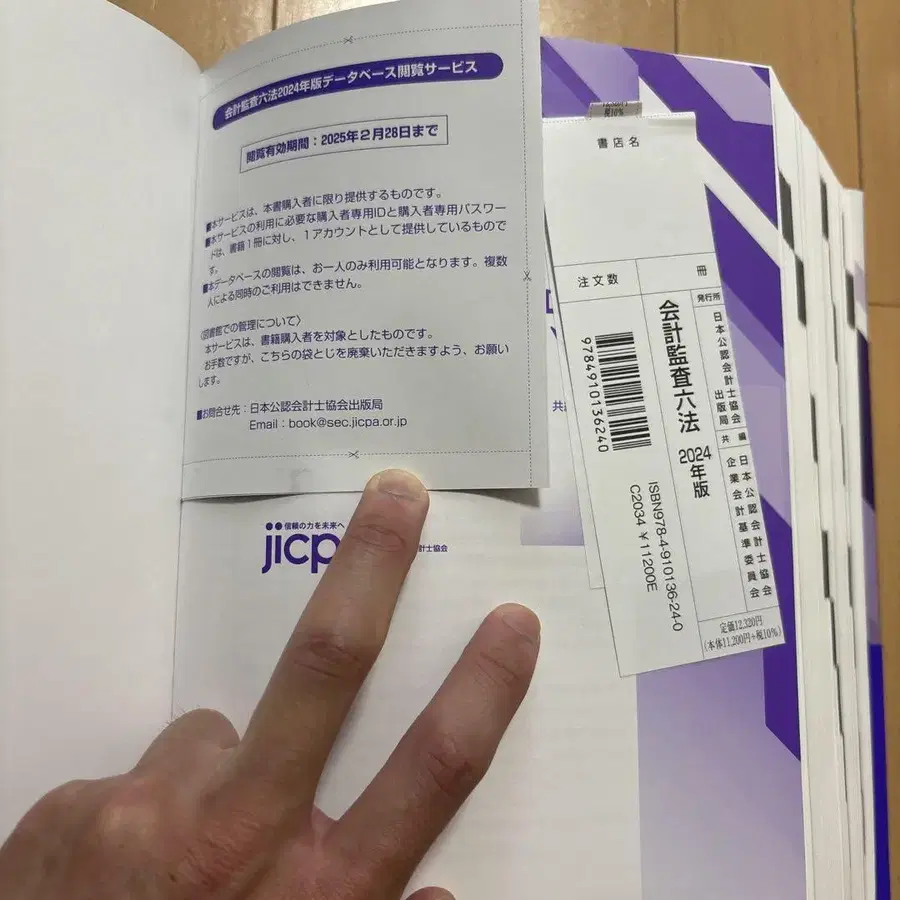 会計監査六法2024年版データベース閲覧サービス
閲覧有効期間：2025年2月28日まで
■本サービスは、本書購入者に限り提供するものです。
■本サービスの利用に必要な購入者専用IDと購入者専用パスワー
ドは、書籍1冊に対し、1アカウントとして提供しているもので
す。
■本データベースの閲覧は、お一人のみ利用可能となります。複数
人による同時のご利用はできません。
〈図書館での管理について〉
本サービスは、書籍購入者を対象としたものです。
お手数ですが、こちらの袋とじを廃棄いただきますよう、お願い
します。
■お問合せ先：日本公認会計士協会出版局
Email：book@sec.jicpa.or.jp
信頼の力を未来へ
jicp
計士協会
税10%
書店名
注文数
冊
発行所
日本公認会計士協会
出版局
共編
日本公認会計士協会
企業会計基準委員会
会計監査六法 2024年版
9784910136240
ISBN978-4-910136-24-0
C2034 ¥11200E
定価12,320円
(本体11,200円+税10%)